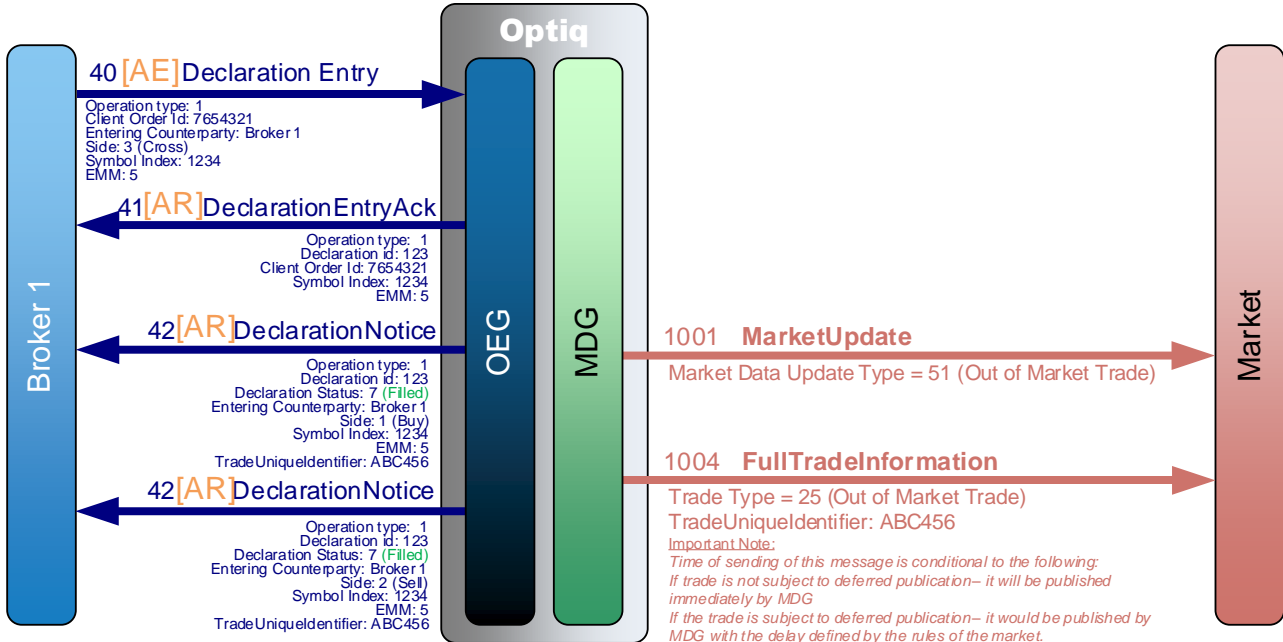 Optiq
Broker 1
OEG
MDG
Market
40 [AE] Declaration Entry
Operation type: 1
Client Order Id: 7654321
Entering Counterparty: Broker 1
Side: 3 (Cross)
Symbol Index: 1234
EMM: 5
41 [AR] DeclarationEntryAck
Operation type: 1
Declaration id: 123
Client Order Id: 7654321
Symbol Index: 1234
EMM: 5
42 [AR] DeclarationNotice
Operation type: 1
Declaration id: 123
Declaration Status: 7 (Filled)
Entering Counterparty: Broker 1
Side: 1 (Buy)
Symbol Index: 1234
EMM: 5
TradeUniqueIdentifier: ABC456
42 [AR] DeclarationNotice
Operation type: 1
Declaration id: 123
Declaration Status: 7 (Filled)
Entering Counterparty: Broker 1
Side: 2 (Sell)
Symbol Index: 1234
EMM: 5
TradeUniqueIdentifier: ABC456
1001 MarketUpdate
Market Data Update Type = 51 (Out of Market Trade)
1004 FullTradeInformation
Trade Type = 25 (Out of Market Trade)
TradeUniqueIdentifier: ABC456
Important Note:
Time of sending of this message is conditional to the following:
If trade is not subject to deferred publication– it will be published
immediately by MDG
If the trade is subject to deferred publication– it would be published by
MDG with the delay defined by the rules of the market.